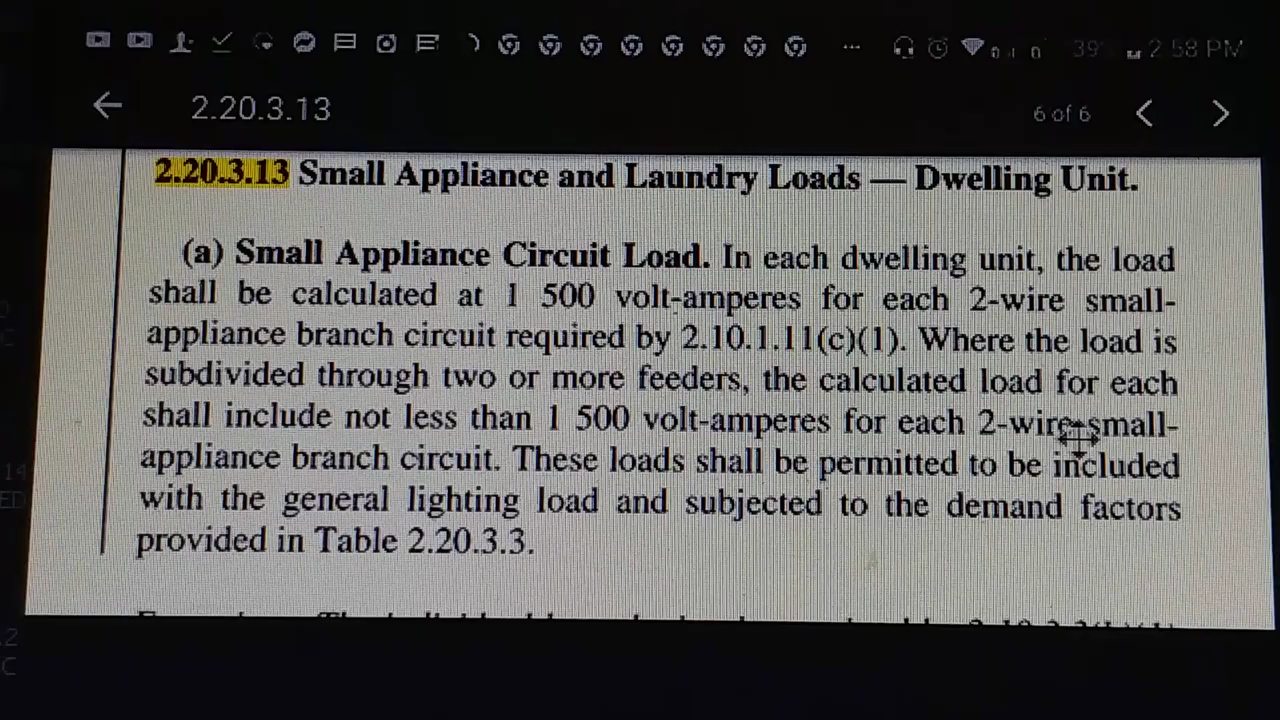 2 58 PM
2.20.3.13
6 of 6
2.20.3.13 Small Appliance and Laundry Loads — Dwelling Unit.
(a) Small Appliance Circuit Load. In each dwelling unit, the load
shall be calculated at 1 500 volt-amperes for each 2-wire small-
appliance branch circuit required by 2.10.1.11(c)(1). Where the load is
subdivided through two or more feeders, the calculated load for each
shall include not less than 1 500 volt-amperes for each 2-wire small-
appliance branch circuit. These loads shall be permitted to be included
with the general lighting load and subjected to the demand factors
provided in Table 2.20.3.3.